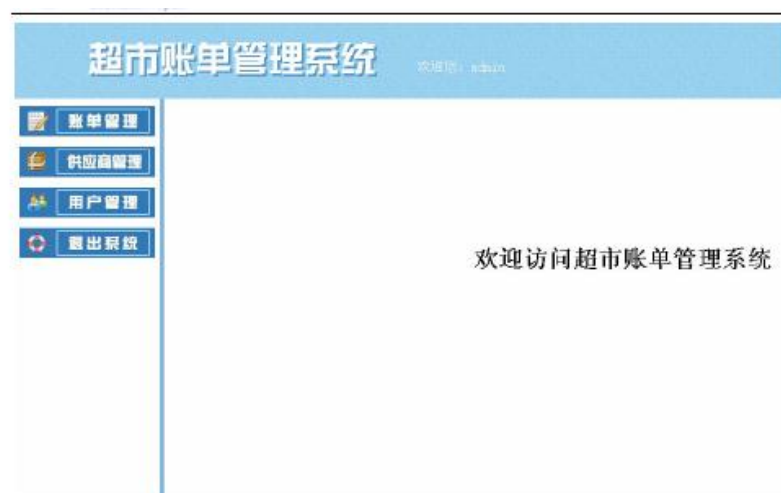 超市账单管理系统
欢迎您：admin
账单管理
供应商管理
用户管理
退出系统
欢迎访问超市账单管理系统